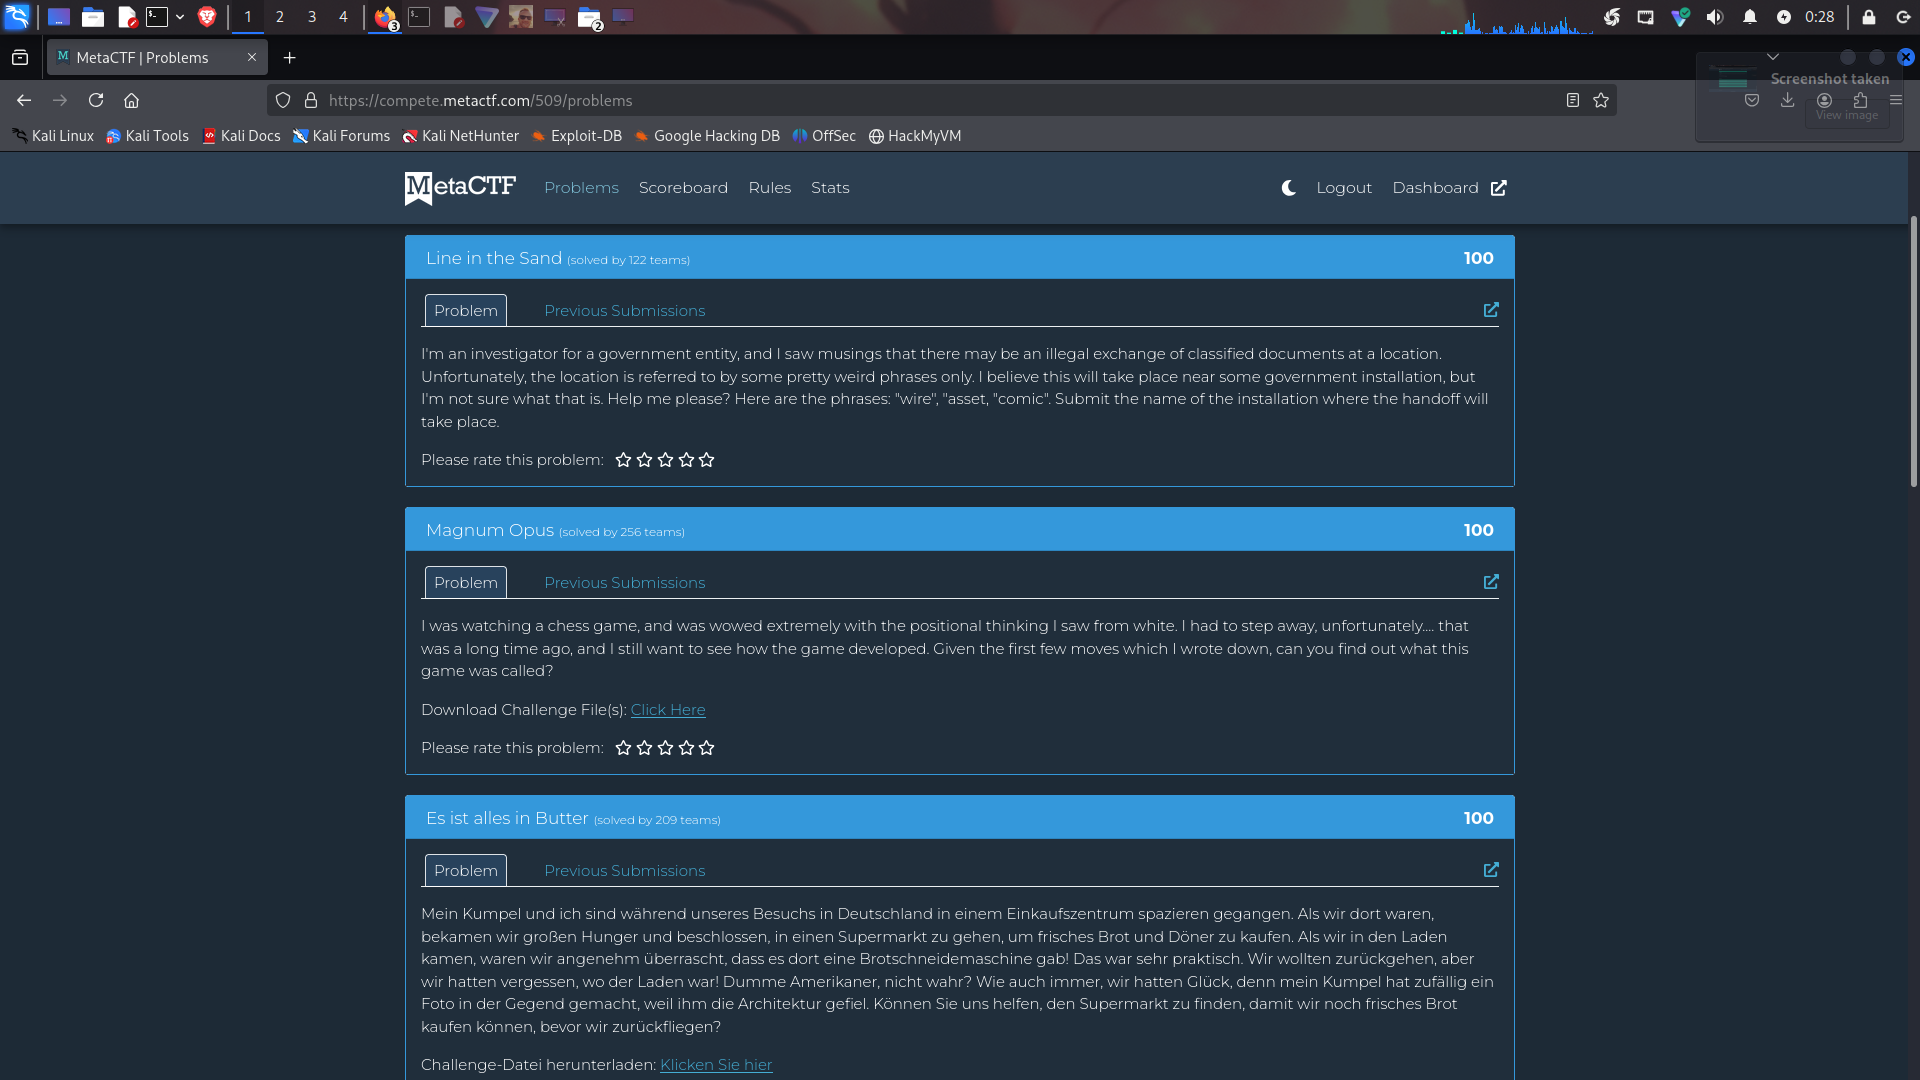 1 2 3 4 3 2 0:28
MetaCTF | Problems
Screenshot taken
https://compete.metactf.com/509/problems
View image
Kali Linux Kali Tools Kali Docs Kali Forums Kali NetHunter Exploit-DB Google Hacking DB OffSec HackMyVM
MetaCTF Problems Scoreboard Rules Stats Logout Dashboard
Line in the Sand (solved by 122 teams) 100
Problem Previous Submissions
I'm an investigator for a government entity, and I saw musings that there may be an illegal exchange of classified documents at a location.
Unfortunately, the location is referred to by some pretty weird phrases only. I believe this will take place near some government installation, but
I'm not sure what that is. Help me please? Here are the phrases: "wire", "asset, "comic". Submit the name of the installation where the handoff will
take place.
Please rate this problem:
Magnum Opus (solved by 256 teams) 100
Problem Previous Submissions
I was watching a chess game, and was wowed extremely with the positional thinking I saw from white. I had to step away, unfortunately.... that
was a long time ago, and I still want to see how the game developed. Given the first few moves which I wrote down, can you find out what this
game was called?
Download Challenge File(s): Click Here
Please rate this problem:
Es ist alles in Butter (solved by 209 teams) 100
Problem Previous Submissions
Mein Kumpel und ich sind während unseres Besuchs in Deutschland in einem Einkaufszentrum spazieren gegangen. Als wir dort waren,
bekamen wir großen Hunger und beschlossen, in einen Supermarkt zu gehen, um frisches Brot und Döner zu kaufen. Als wir in den Laden
kamen, waren wir angenehm überrascht, dass es dort eine Brotschneidemaschine gab! Das war sehr praktisch. Wir wollten zurückgehen, aber
wir hatten vergessen, wo der Laden war! Dumme Amerikaner, nicht wahr? Wie auch immer, wir hatten Glück, denn mein Kumpel hat zufällig ein
Foto in der Gegend gemacht, weil ihm die Architektur gefiel. Können Sie uns helfen, den Supermarkt zu finden, damit wir noch frisches Brot
kaufen können, bevor wir zurückfliegen?
Challenge-Datei herunterladen: Klicken Sie hier